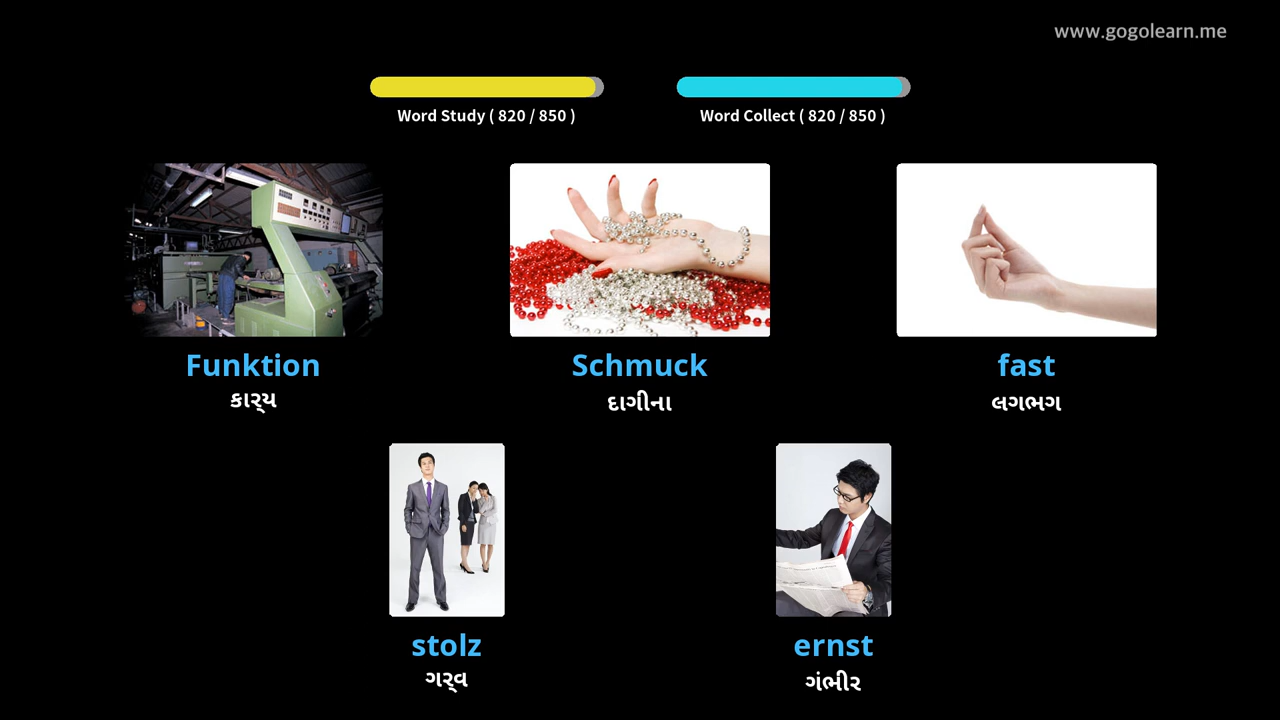 www.gogolearn.me
Word Study ( 820 / 850 )
Word Collect ( 820 / 850 )
Funktion
કાર્ય
Schmuck
દાગીના
fast
લગભગ
stolz
ગર્વ
ernst
ગંભીર